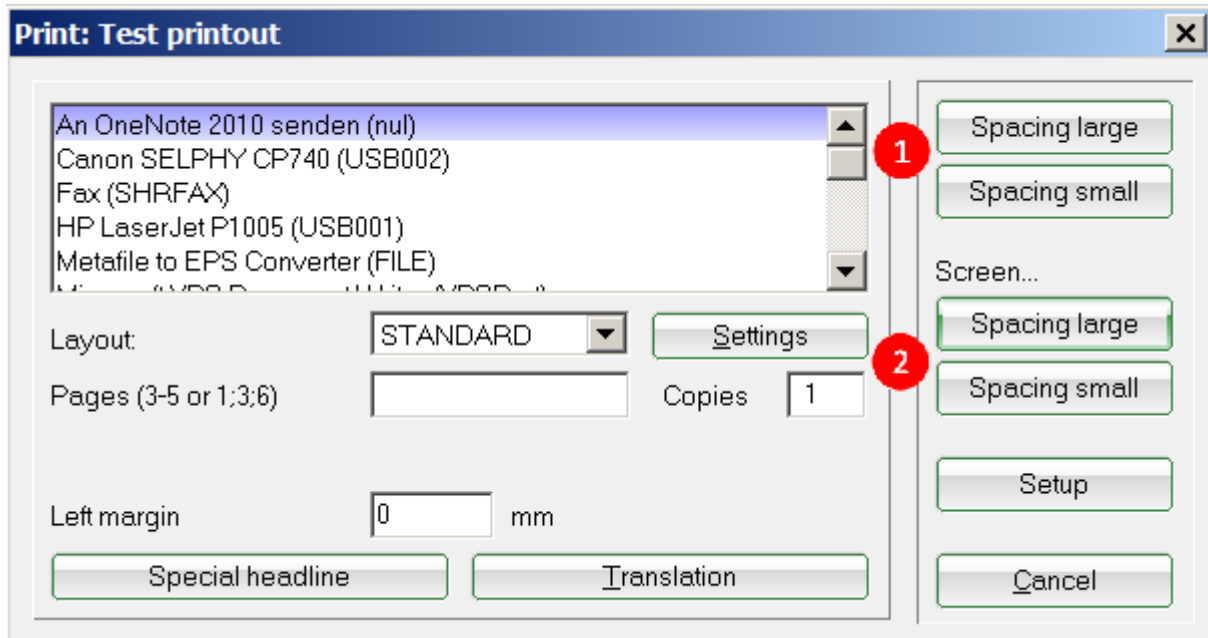 Print: Test printout
An OneNote 2010 senden (nul)
Canon SELPHY CP740 (USB002)
Fax (SHRFAX)
HP LaserJet P1005 (USB001)
Metafile to EPS Converter (FILE)
Layout: STANDARD Settings
Pages (3-5 or 1;3;6) Copies 1
Left margin 0 mm
Special headline Translation
1
Spacing large
Spacing small
Screen...
2
Spacing large
Spacing small
Setup
Cancel